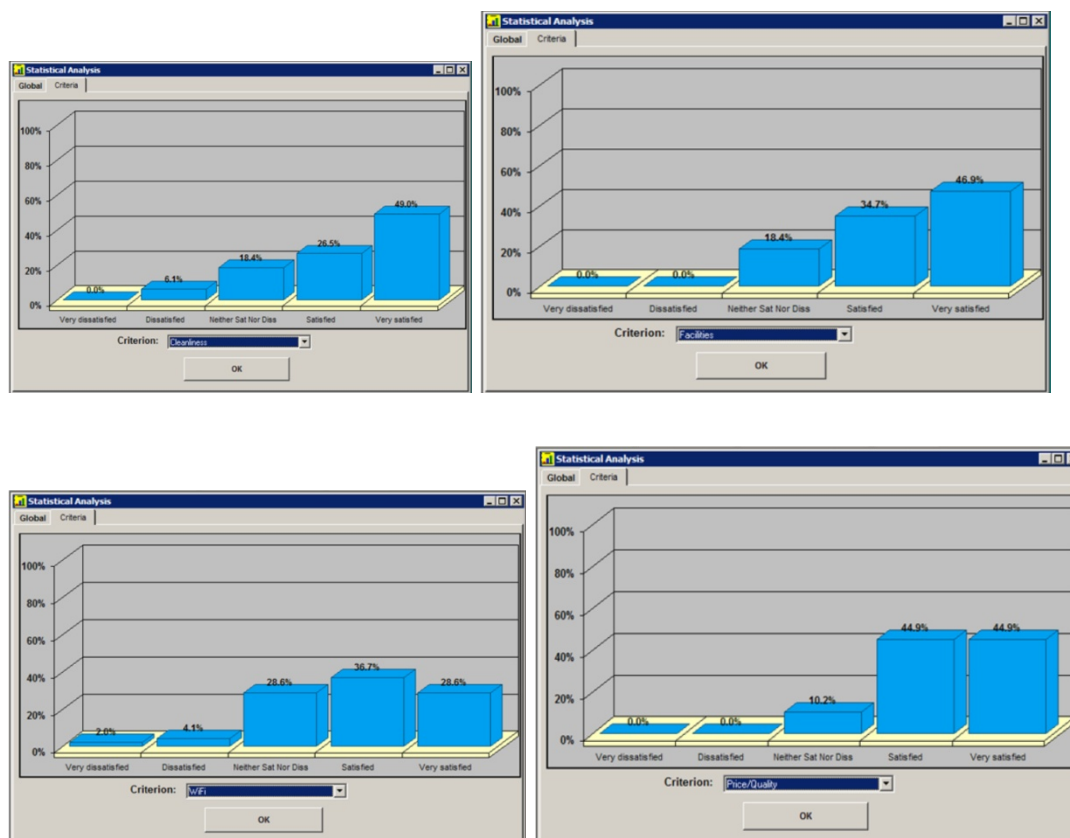 Statistical Analysis
Global Criteria
100%
80%
60%
40%
20%
0%
0.0%
6.1%
18.4%
26.5%
49.0%
Very dissatisfied Dissatisfied Neither Sat Nor Diss Satisfied Very satisfied
Criterion: Cleanliness
OK
Statistical Analysis
Global Criteria
100%
80%
60%
40%
20%
0%
0.0%
0.0%
18.4%
34.7%
46.9%
Very dissatisfied Dissatisfied Neither Sat Nor Diss Satisfied Very satisfied
Criterion: Facilities
OK
Statistical Analysis
Global Criteria
100%
80%
60%
40%
20%
0%
2.0%
4.1%
28.6%
36.7%
28.6%
Very dissatisfied Dissatisfied Neither Sat Nor Diss Satisfied Very satisfied
Criterion: WiFi
OK
Statistical Analysis
Global Criteria
100%
80%
60%
40%
20%
0%
0.0%
0.0%
10.2%
44.9%
44.9%
Very dissatisfied Dissatisfied Neither Sat Nor Diss Satisfied Very satisfied
Criterion: Price/Quality
OK